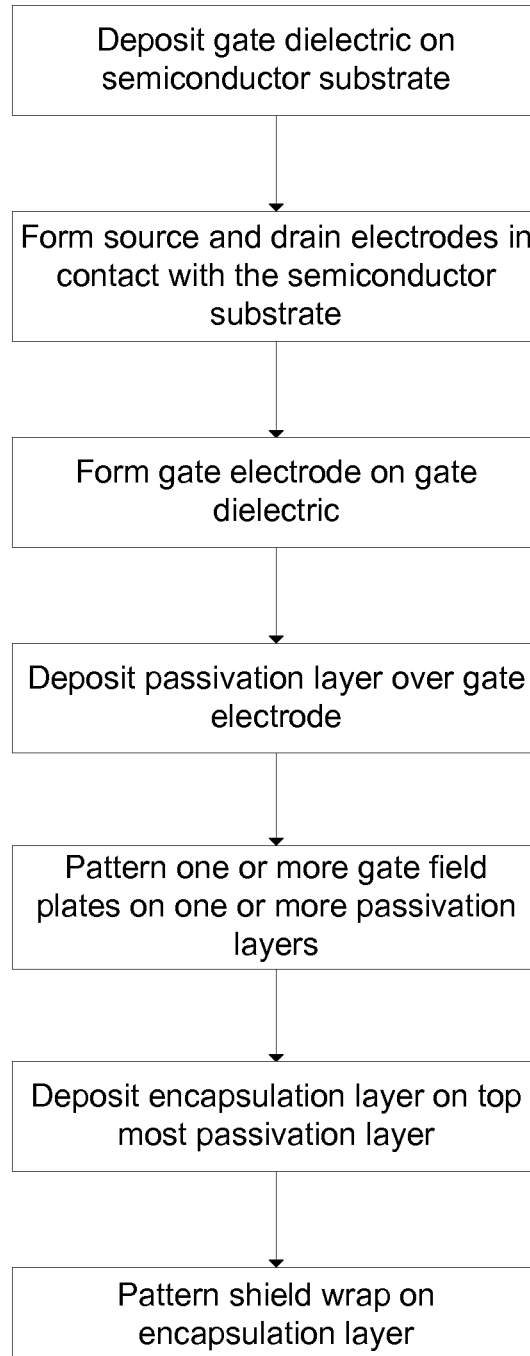 Deposit gate dielectric on
semiconductor substrate
Form source and drain electrodes in
contact with the semiconductor
substrate
Form gate electrode on gate
dielectric
Deposit passivation layer over gate
electrode
Pattern one or more gate field
plates on one or more passivation
layers
Deposit encapsulation layer on top
most passivation layer
Pattern shield wrap on
encapsulation layer